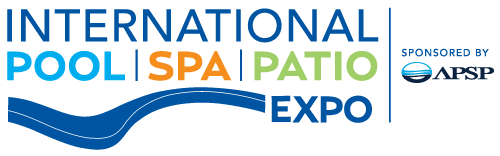 INTERNATIONAL
POOL | SPA | PATIO
EXPO
SPONSORED BY
APSP